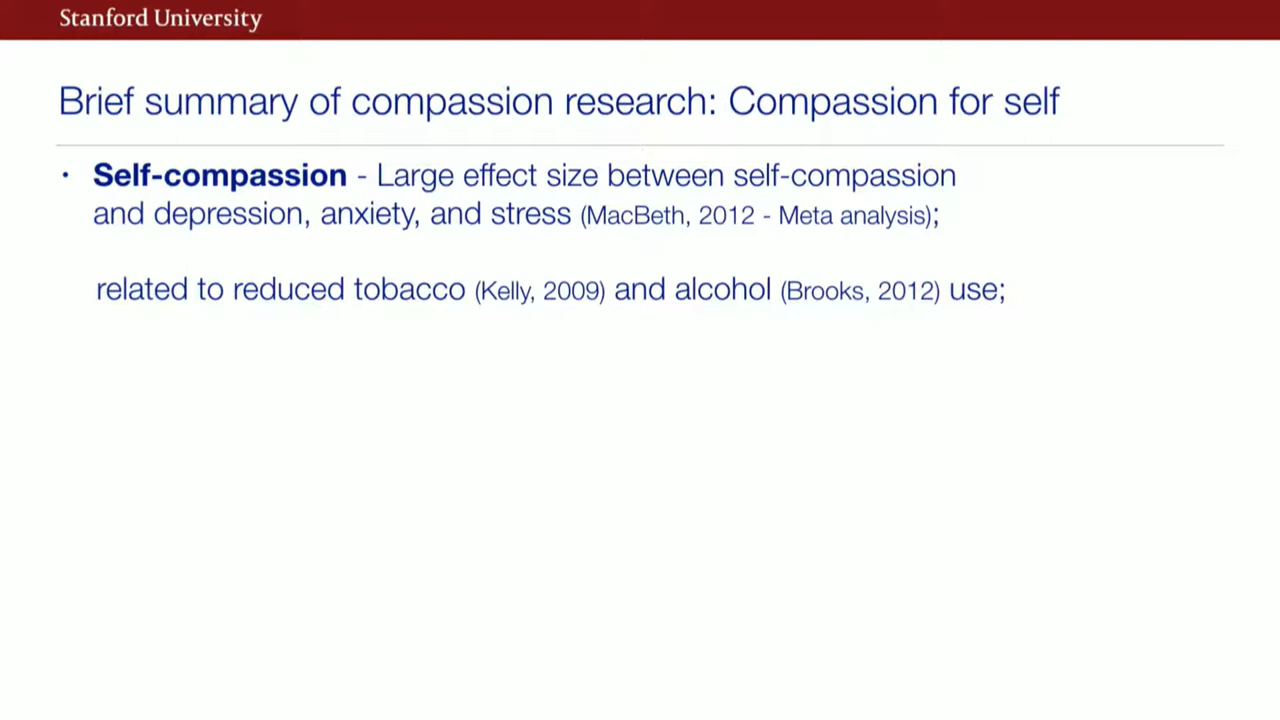 Stanford University
Brief summary of compassion research: Compassion for self
• Self-compassion - Large effect size between self-compassion
and depression, anxiety, and stress (MacBeth, 2012 - Meta analysis);
related to reduced tobacco (Kelly, 2009) and alcohol (Brooks, 2012) use;